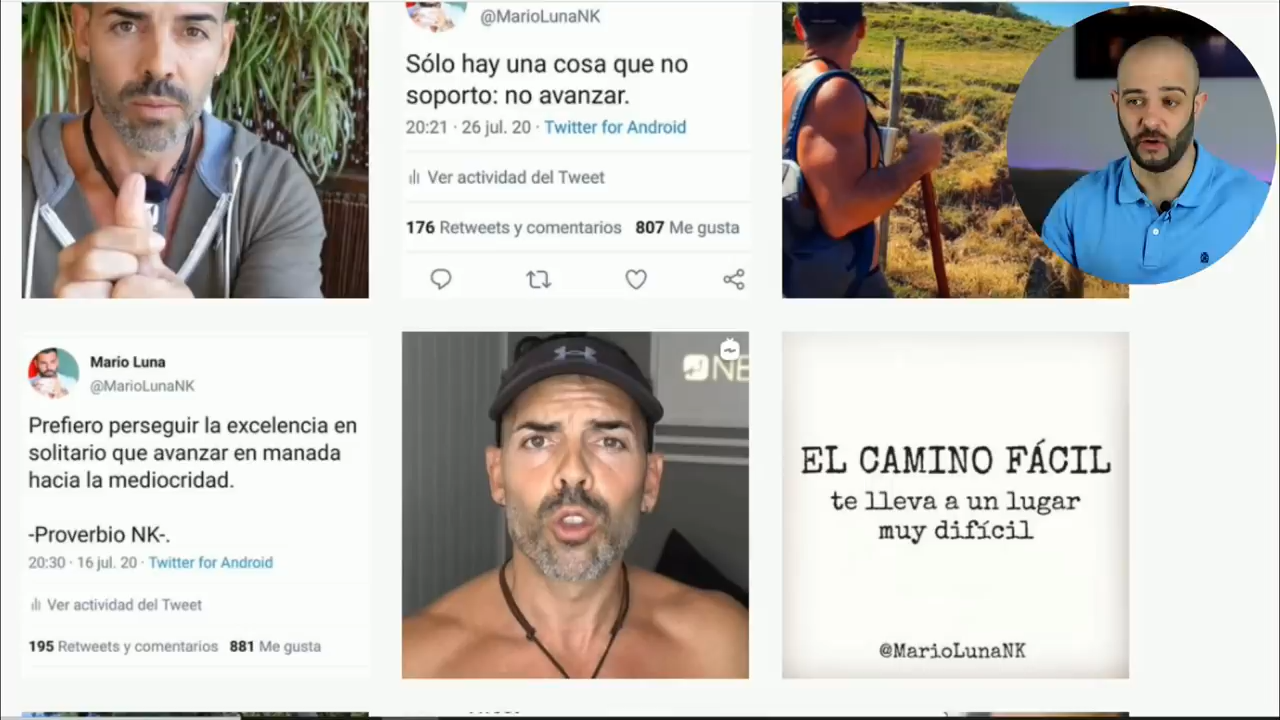 @MarioLunaNK
Sólo hay una cosa que no
soporto: no avanzar.
20:21 · 26 jul. 20 · Twitter for Android
Ver actividad del Tweet
176 Retweets y comentarios 807 Me gusta
Mario Luna
@MarioLunaNK
Prefiero perseguir la excelencia en
solitario que avanzar en manada
hacia la mediocridad.
-Proverbio NK-.
20:30 · 16 jul. 20 · Twitter for Android
Ver actividad del Tweet
195 Retweets y comentarios 881 Me gusta
NE
EL CAMINO FÁCIL
te lleva a un lugar
muy difícil
@MarioLunaNK